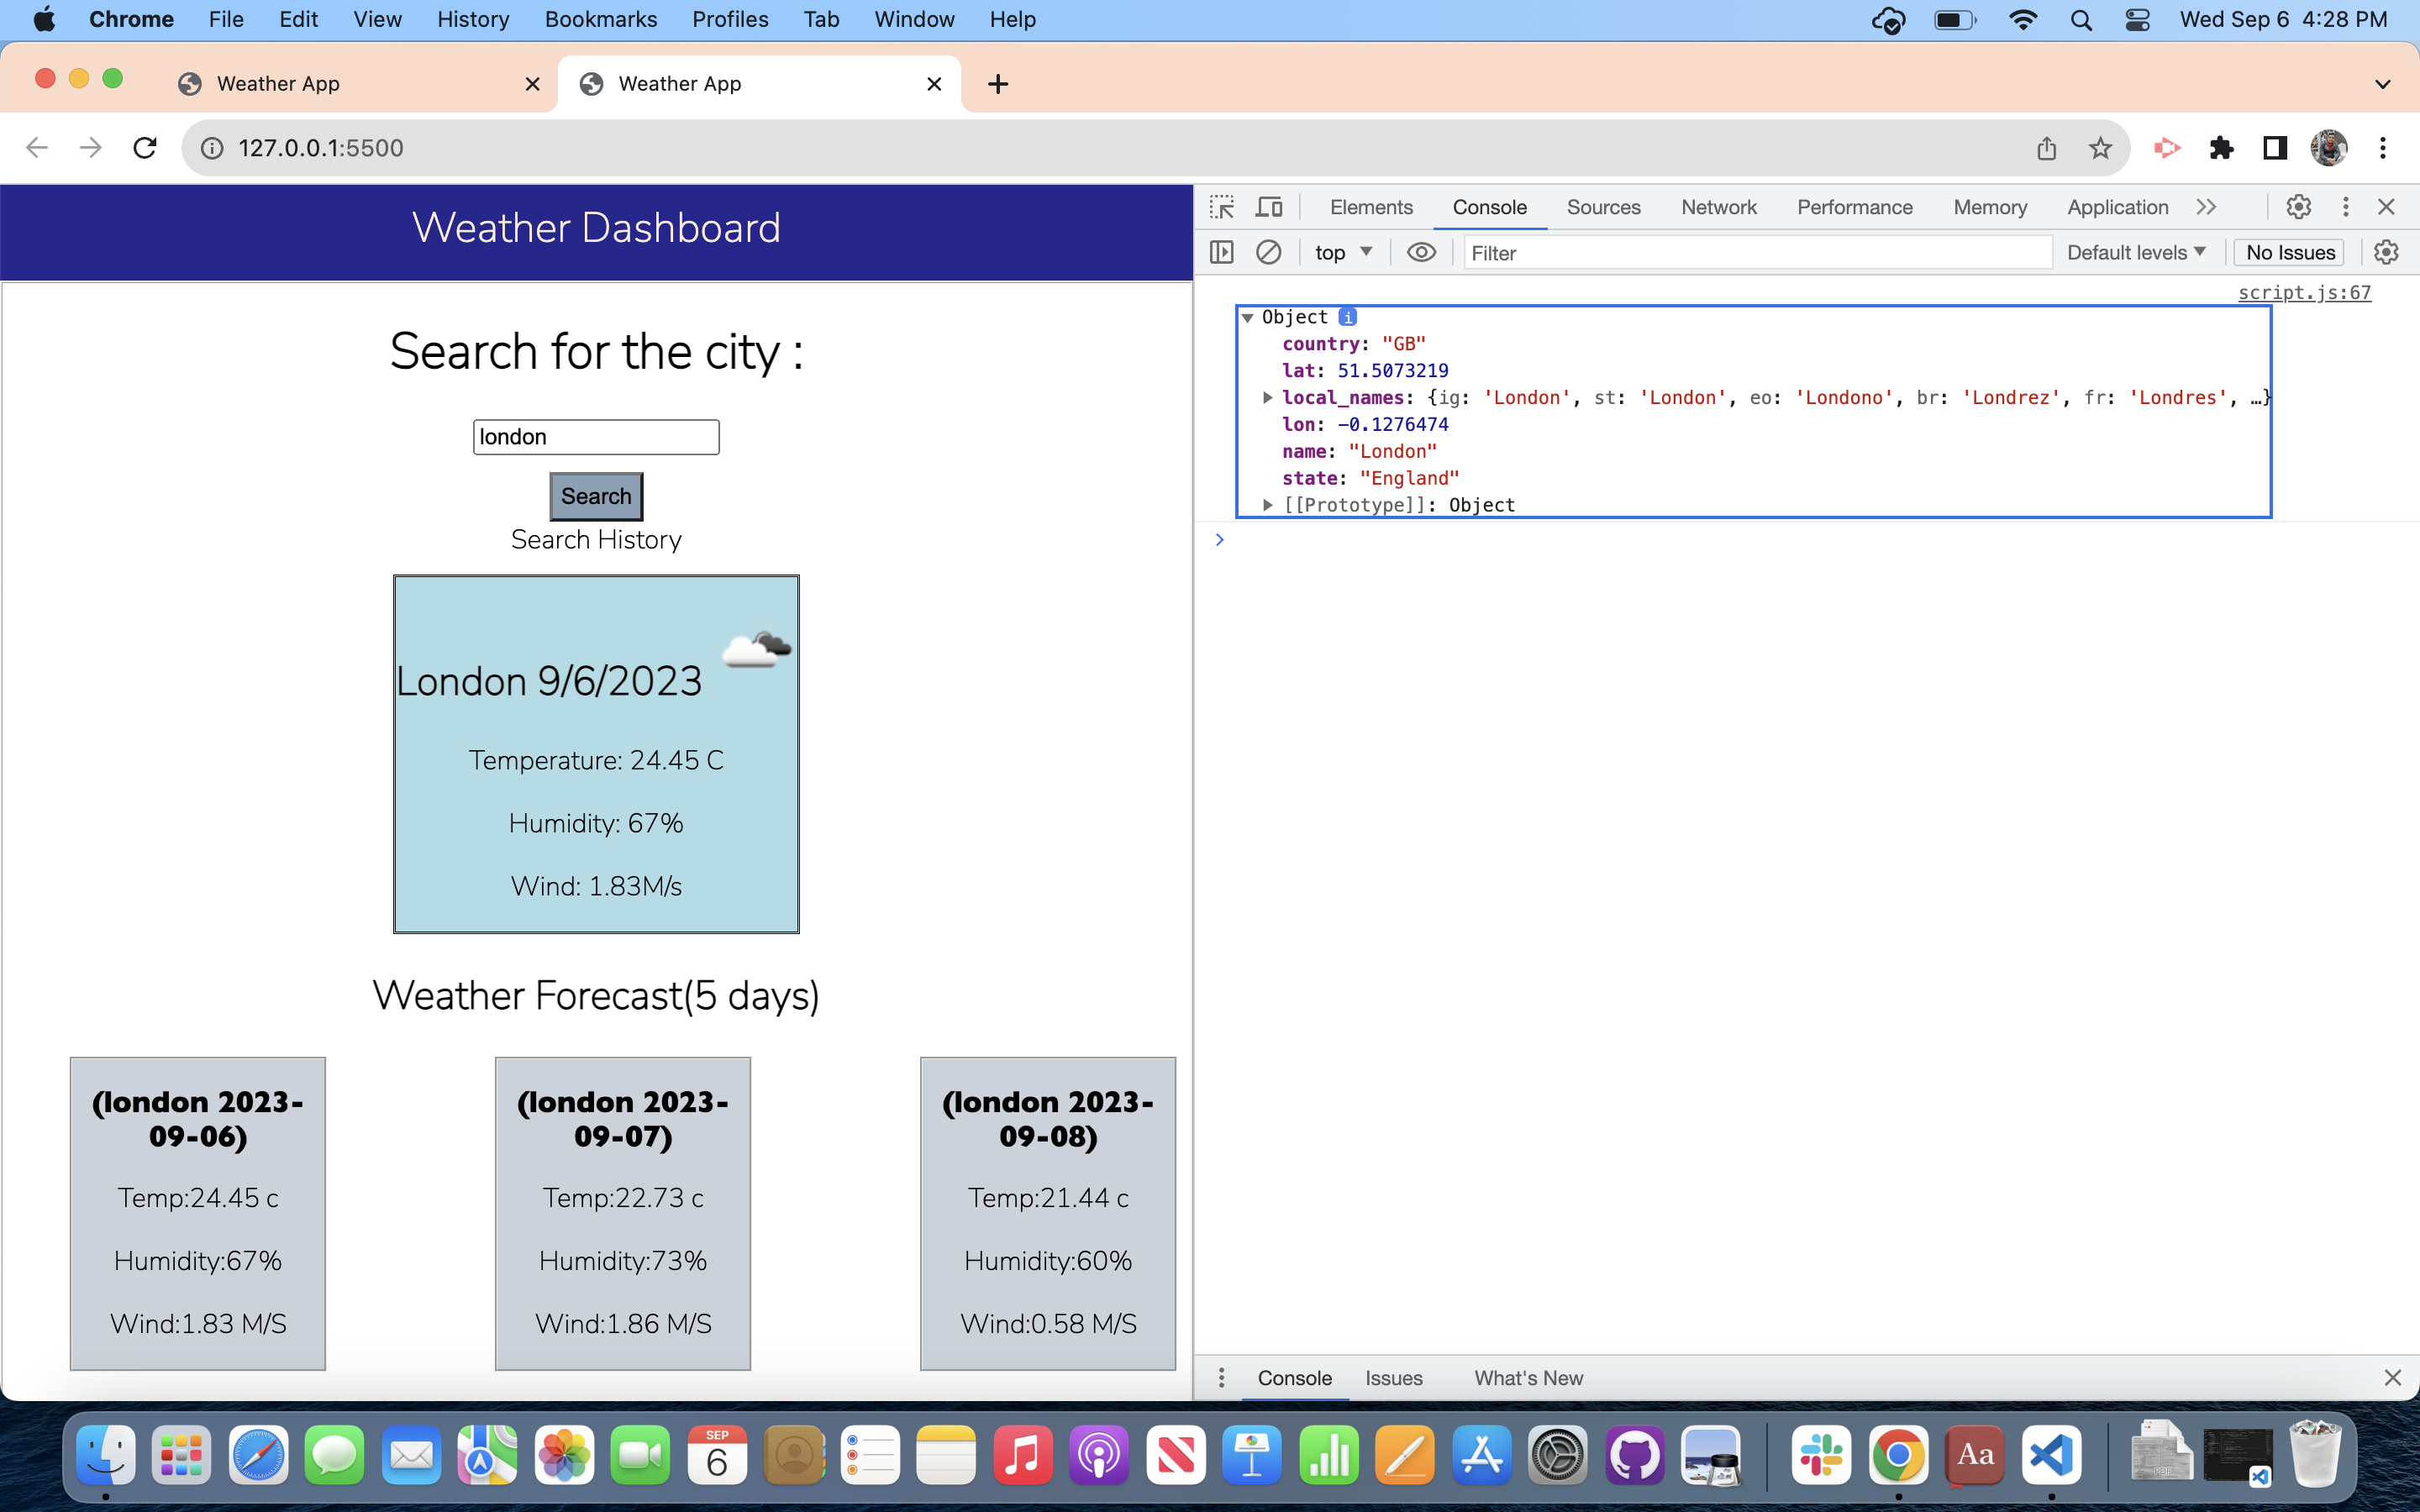 Chrome File Edit View History Bookmarks Profiles Tab Window Help Wed Sep 6 4:28 PM
Weather App
Weather App
127.0.0.1:5500
Weather Dashboard
Search for the city :
london
Search
Search History
London 9/6/2023
Temperature: 24.45 C
Humidity: 67%
Wind: 1.83M/s
Weather Forecast(5 days)
(london 2023-
09-06)
Temp:24.45 c
Humidity:67%
Wind:1.83 M/S
(london 2023-
09-07)
Temp:22.73 c
Humidity:73%
Wind:1.86 M/S
(london 2023-
09-08)
Temp:21.44 c
Humidity:60%
Wind:0.58 M/S
Elements Console Sources Network Performance Memory Application
top Filter Default levels No Issues
script.js:67
Object i
country: "GB"
lat: 51.5073219
local_names: {ig: 'London', st: 'London', eo: 'Londono', br: 'Londrez', fr: 'Londres', …}
lon: -0.1276474
name: "London"
state: "England"
[[Prototype]]: Object
Console Issues What's New
SEP
6
Aa